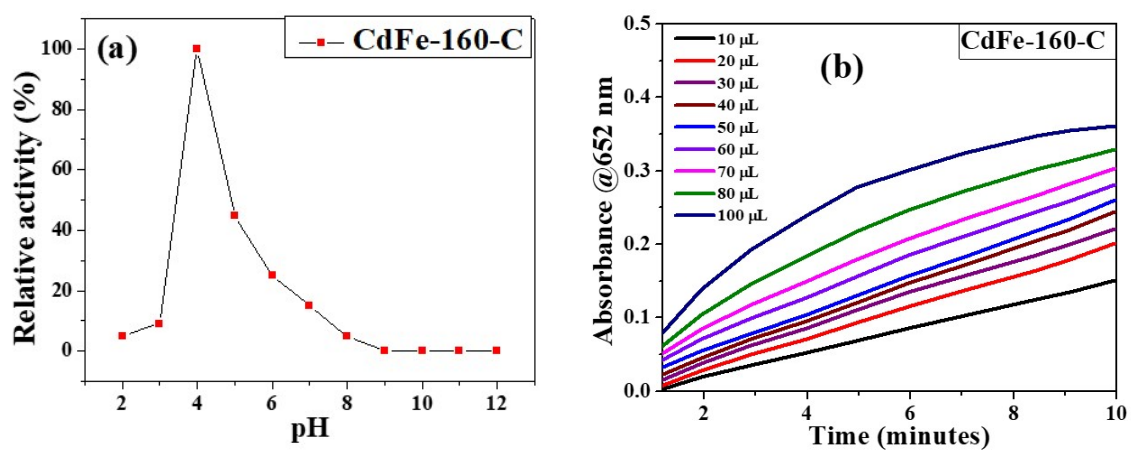 (a)
CdFe-160-C
Relative activity (%)
100
80
60
40
20
0
2
4
6
8
10
12
pH
(b)
CdFe-160-C
10 μL
20 μL
30 μL
40 μL
50 μL
60 μL
70 μL
80 μL
100 μL
Absorbance @652 nm
0.5
0.4
0.3
0.2
0.1
0.0
2
4
6
8
10
Time (minutes)